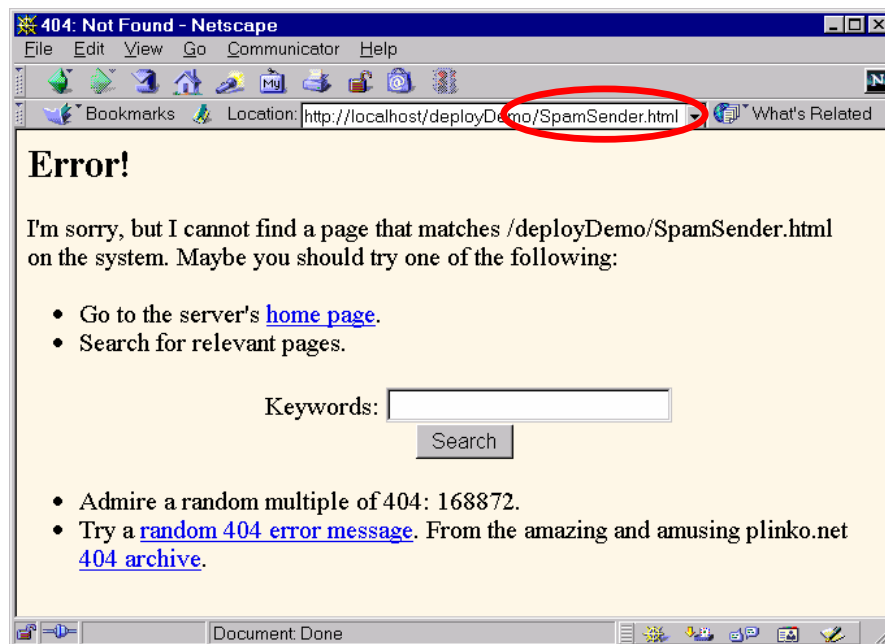 404: Not Found - Netscape
File Edit View Go Communicator Help
My
N
Bookmarks Location: http://localhost/deployDemo/SpamSender.html What's Related
Error!
I'm sorry, but I cannot find a page that matches /deployDemo/SpamSender.html
on the system. Maybe you should try one of the following:
• Go to the server's home page.
• Search for relevant pages.
Keywords:
Search
• Admire a random multiple of 404: 168872.
• Try a random 404 error message. From the amazing and amusing plinko.net
404 archive.
Document: Done